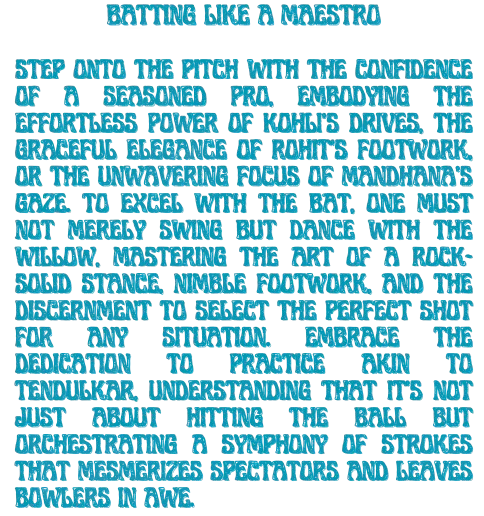 BATTING LIKE A MAESTRO
STEP ONTO THE PITCH WITH THE CONFIDENCE
OF A SEASONED PRO, EMBODYING THE
EFFORTLESS POWER OF KOHLI'S DRIVES, THE
GRACEFUL ELEGANCE OF ROHIT'S FOOTWORK,
OR THE UNWAVERING FOCUS OF MANDHANA'S
GAZE. TO EXCEL WITH THE BAT, ONE MUST
NOT MERELY SWING BUT DANCE WITH THE
WILLOW, MASTERING THE ART OF A ROCK-
SOLID STANCE, NIMBLE FOOTWORK, AND THE
DISCERNMENT TO SELECT THE PERFECT SHOT
FOR ANY SITUATION. EMBRACE THE
DEDICATION TO PRACTICE AKIN TO
TENDULKAR, UNDERSTANDING THAT IT'S NOT
JUST ABOUT HITTING THE BALL BUT
ORCHESTRATING A SYMPHONY OF STROKES
THAT MESMERIZES SPECTATORS AND LEAVES
BOWLERS IN AWE.